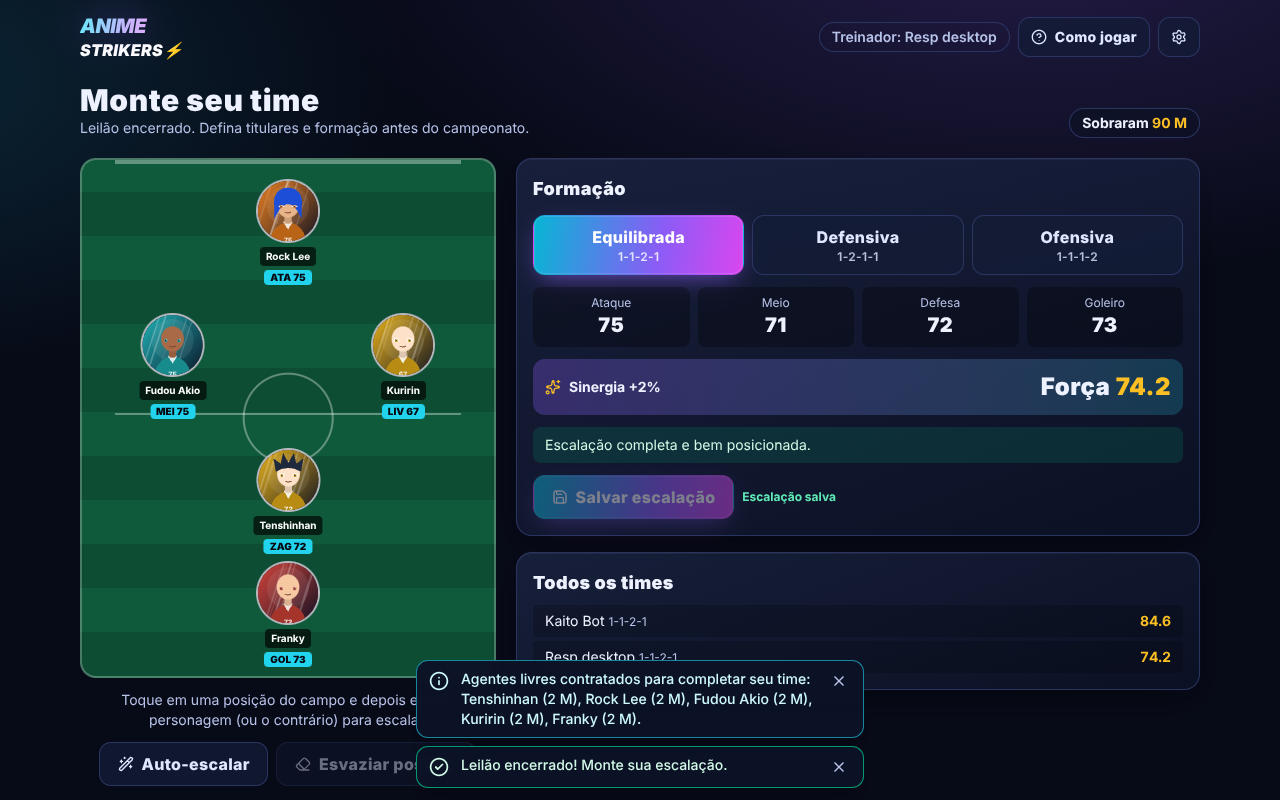 ANIME
STRIKERS⚡
Treinador: Resp desktop
Como jogar
Monte seu time
Leilão encerrado. Defina titulares e formação antes do campeonato.
Sobraram 90 M
Rock Lee
ATA 75
Fudou Akio
MEI 75
Kuririn
LIV 67
Tenshinhan
ZAG 72
Franky
GOL 73
Formação
Equilibrada
1-1-2-1
Defensiva
1-2-1-1
Ofensiva
1-1-1-2
Ataque
75
Meio
71
Defesa
72
Goleiro
73
Sinergia +2%
Força 74.2
Escalação completa e bem posicionada.
Salvar escalação
Escalação salva
Todos os times
Kaito Bot 1-1-2-1
84.6
Resp desktop 1-1-2-1
74.2
Toque em uma posição do campo e depois e
personagem (ou o contrário) para escala
Auto-escalar
Esvaziar pos
Agentes livres contratados para completar seu time:
Tenshinhan (2 M), Rock Lee (2 M), Fudou Akio (2 M),
Kuririn (2 M), Franky (2 M).
Leilão encerrado! Monte sua escalação.